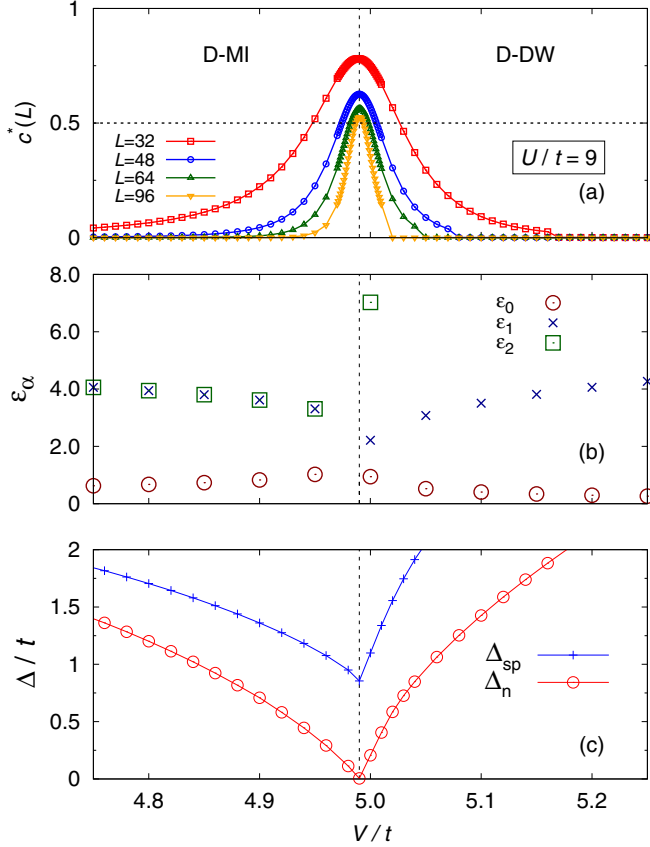 1
D-MI
D-DW
c*(L)
0.5
L=32
L=48
L=64
L=96
U / t = 9
(a)
0
8.0
ε0
ε1
ε2
6.0
εα
4.0
2.0
(b)
0.0
2
1.5
Δ / t
1
Δsp
Δn
0.5
(c)
0
4.8
4.9
5.0
5.1
5.2
V / t